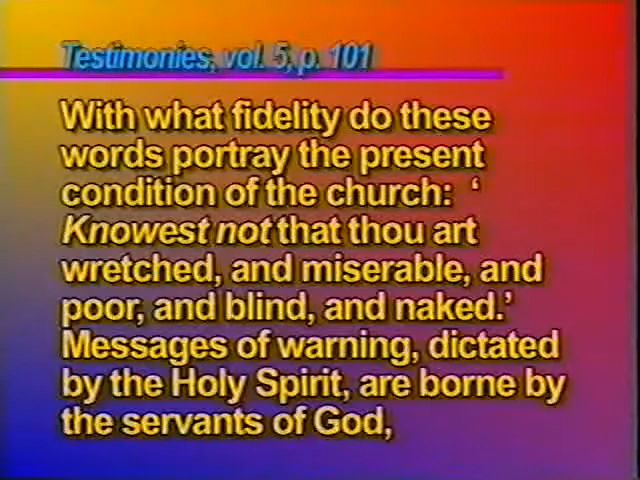 Testimonies, vol. 5, p. 101
With what fidelity do these
words portray the present
condition of the church:  ‘
Knowest not that thou art
wretched, and miserable, and
poor, and blind, and naked.’
Messages of warning, dictated
by the Holy Spirit, are borne by
the servants of God,